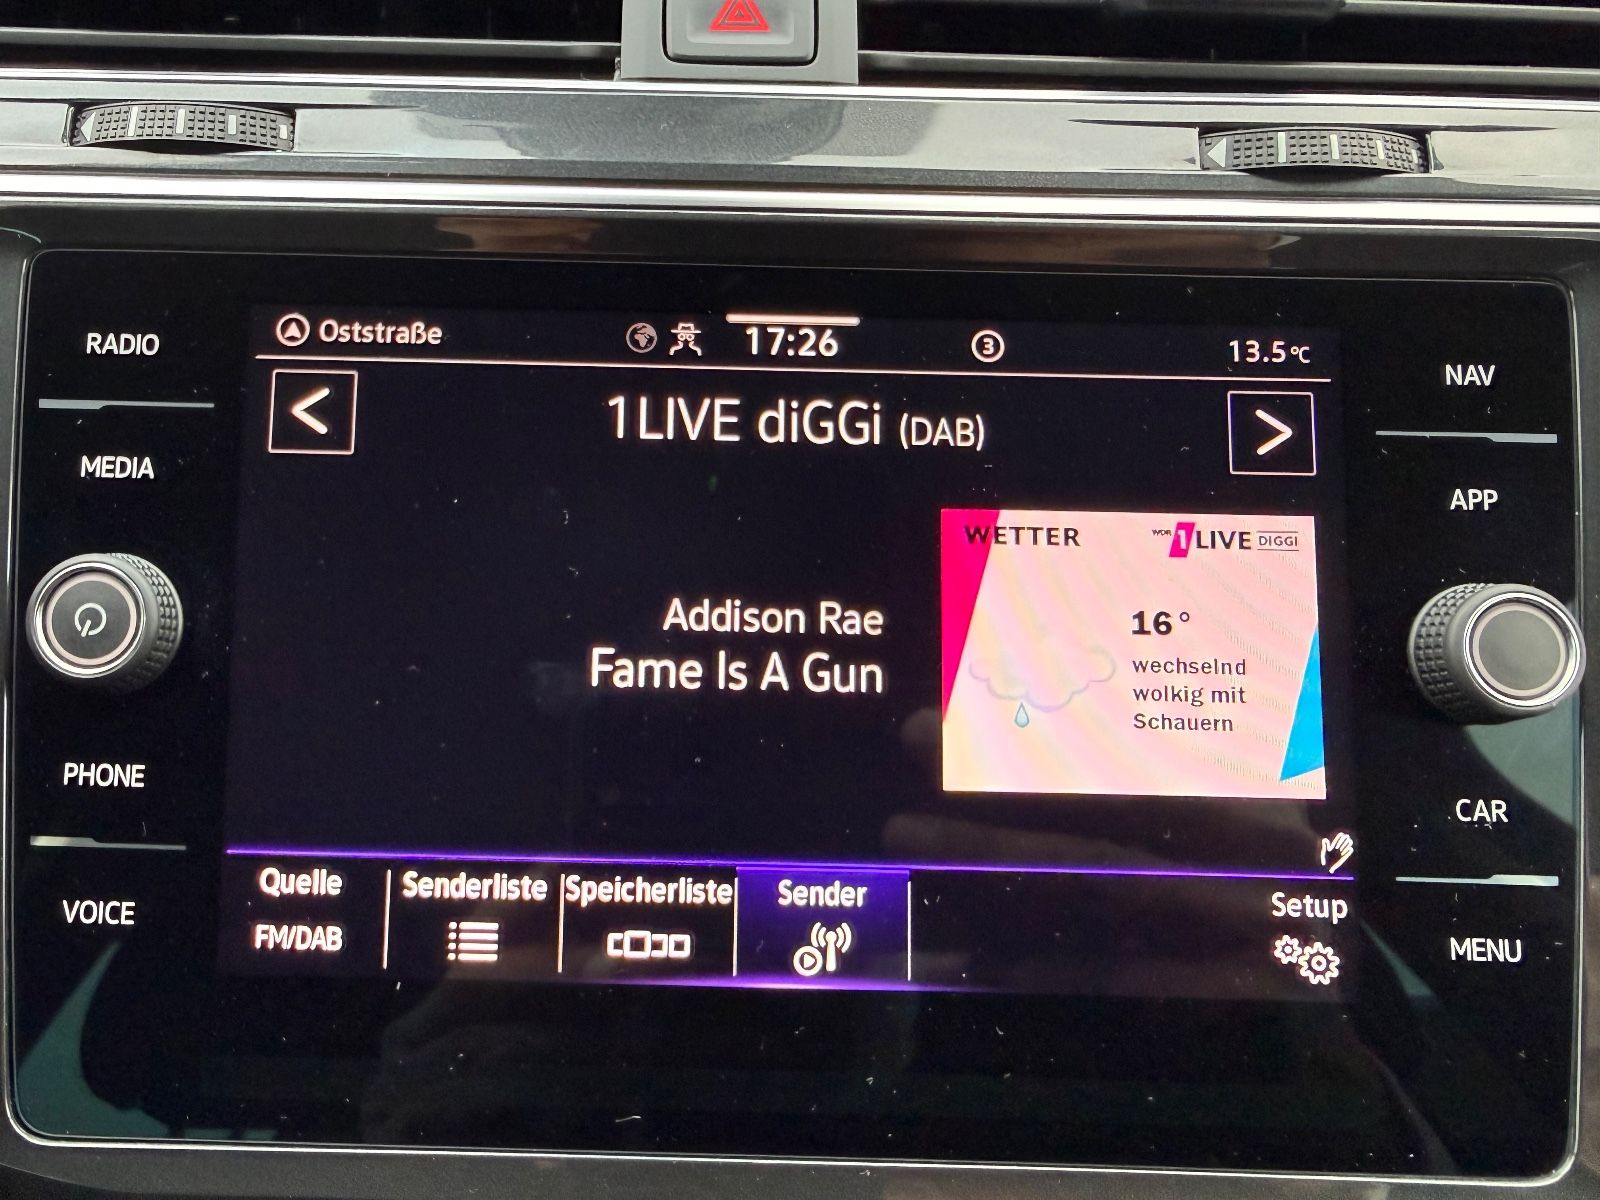 RADIO
MEDIA
PHONE
VOICE
Oststraße
17:26
3
13.5°C
<
1LIVE diGGi (DAB)
>
Addison Rae
Fame Is A Gun
WETTER
WDR 1LIVE DIGGI
16°
wechselnd
wolkig mit
Schauern
Quelle
FM/DAB
Senderliste
Speicherliste
Sender
Setup
NAV
APP
CAR
MENU